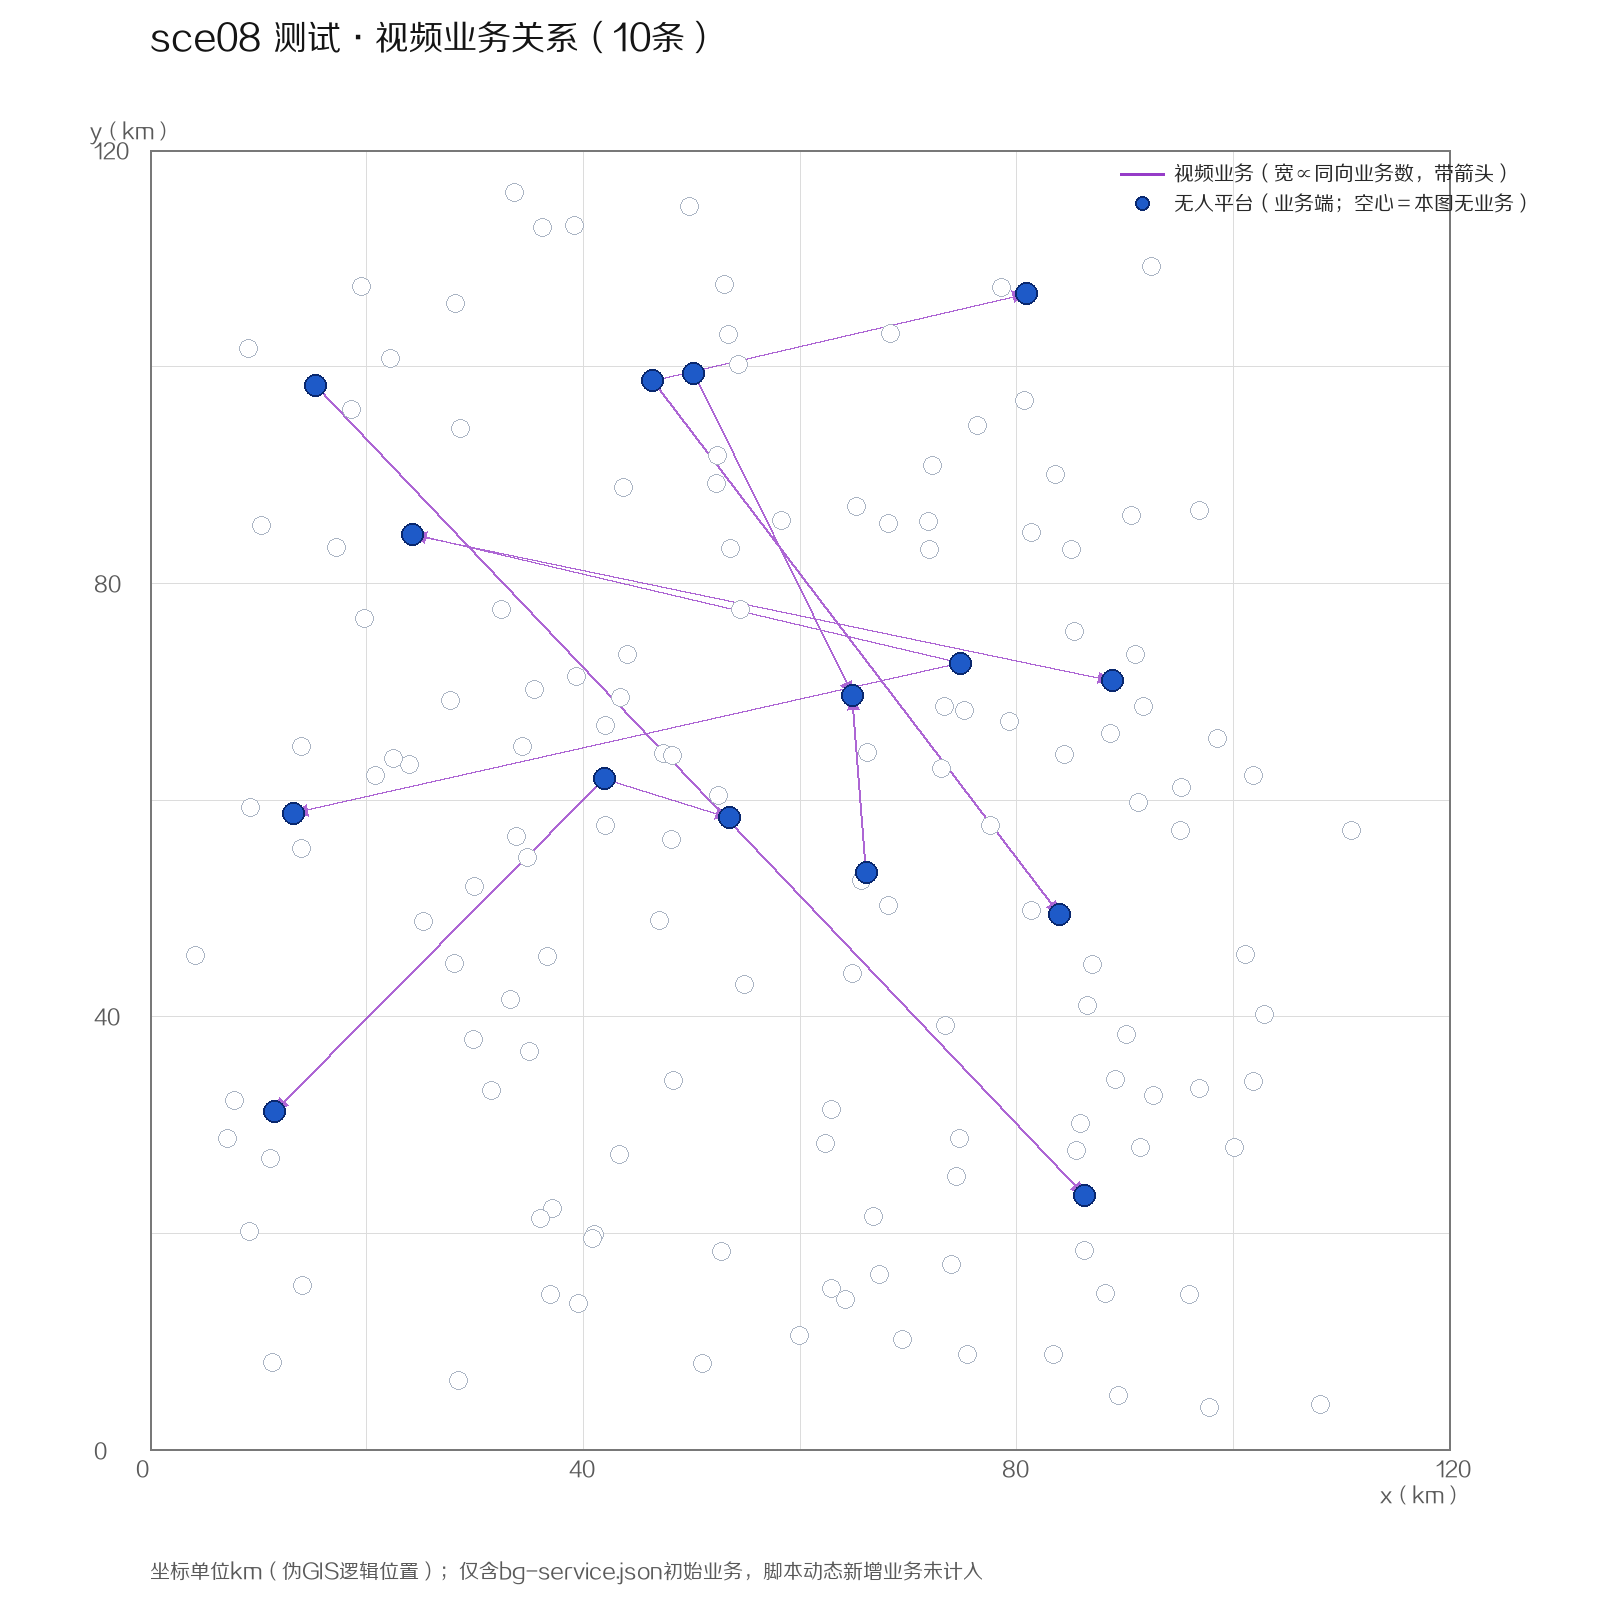 sce08 测试·视频业务关系（10条）
y（km）
120
视频业务（宽∝同向业务数，带箭头）
无人平台（业务端；空心＝本图无业务）
80
40
0
0
40
80
120
x（km）
坐标单位km（伪GIS逻辑位置）；仅含bg-service.json初始业务，脚本动态新增业务未计入